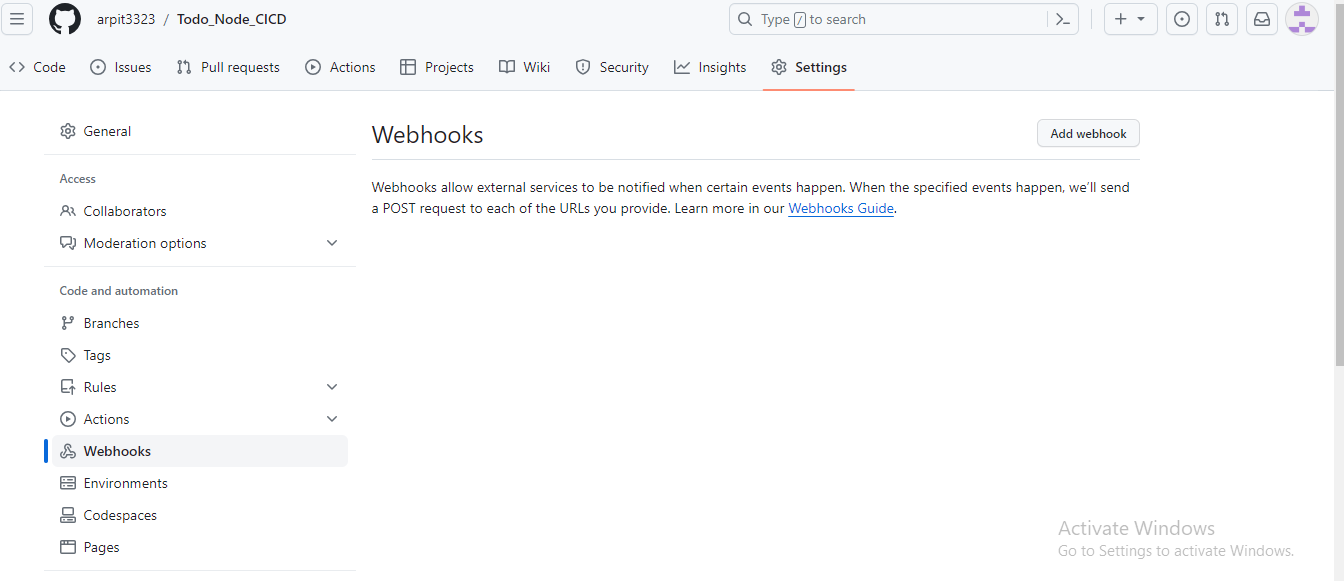 arpit3323 / Todo_Node_CICD
Type / to search
Code Issues Pull requests Actions Projects Wiki Security Insights Settings
General
Access
Collaborators
Moderation options
Code and automation
Branches
Tags
Rules
Actions
Webhooks
Environments
Codespaces
Pages
Webhooks
Add webhook
Webhooks allow external services to be notified when certain events happen. When the specified events happen, we’ll send
a POST request to each of the URLs you provide. Learn more in our Webhooks Guide.
Activate Windows
Go to Settings to activate Windows.